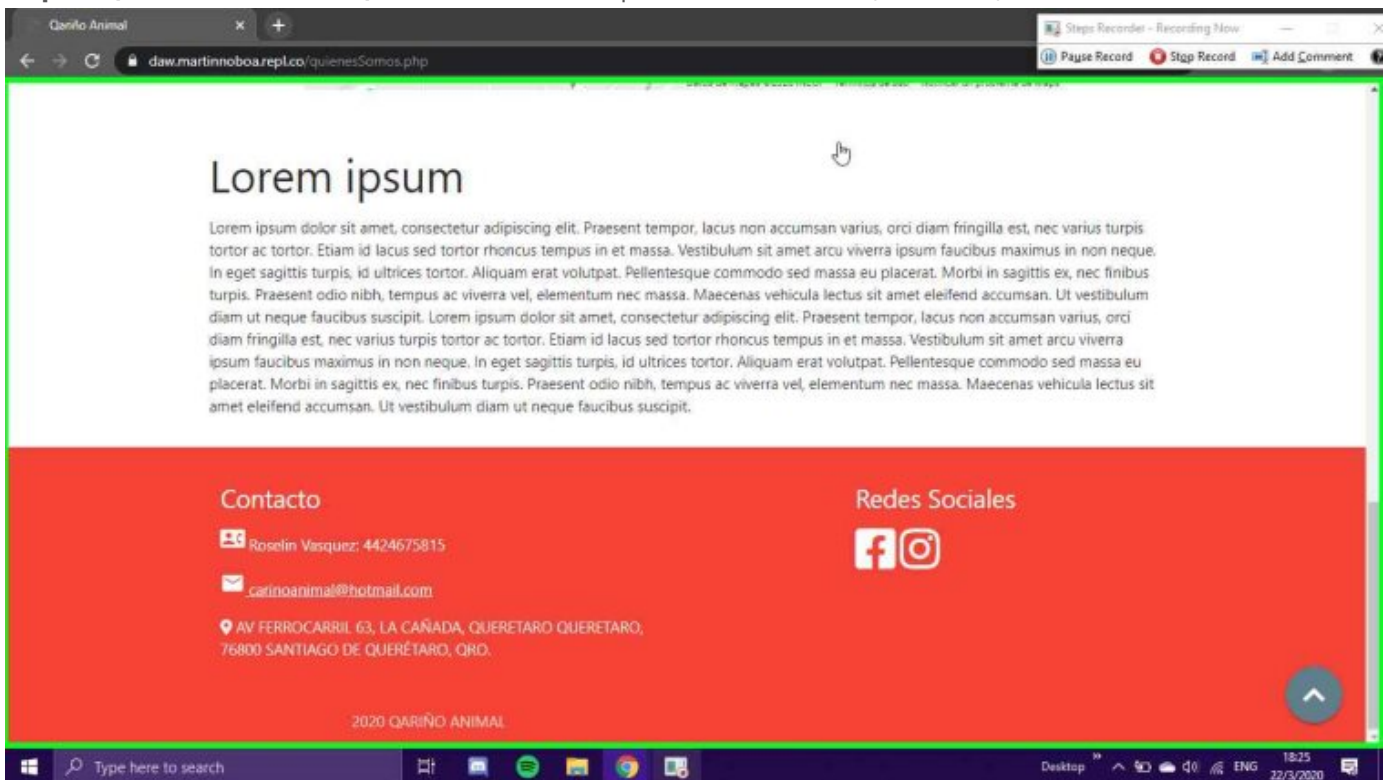 Qariño Animal
Steps Recorder - Recording Now
daw.martinnoboa.repl.co/quienesSomos.php
Pause Record Stop Record Add Comment
Lorem ipsum
Lorem ipsum dolor sit amet, consectetur adipiscing elit. Praesent tempor, lacus non accumsan varius, orci diam fringilla est, nec varius turpis
tortor ac tortor. Etiam id lacus sed tortor rhoncus tempus in et massa. Vestibulum sit amet arcu viverra ipsum faucibus maximus in non neque.
In eget sagittis turpis, id ultrices tortor. Aliquam erat volutpat. Pellentesque commodo sed massa eu placerat. Morbi in sagittis ex, nec finibus
turpis. Praesent odio nibh, tempus ac viverra vel, elementum nec massa. Maecenas vehicula lectus sit amet eleifend accumsan. Ut vestibulum
diam ut neque faucibus suscipit. Lorem ipsum dolor sit amet, consectetur adipiscing elit. Praesent tempor, lacus non accumsan varius, orci
diam fringilla est, nec varius turpis tortor ac tortor. Etiam id lacus sed tortor rhoncus tempus in et massa. Vestibulum sit amet arcu viverra
ipsum faucibus maximus in non neque. In eget sagittis turpis, id ultrices tortor. Aliquam erat volutpat. Pellentesque commodo sed massa eu
placerat. Morbi in sagittis ex, nec finibus turpis. Praesent odio nibh, tempus ac viverra vel, elementum nec massa. Maecenas vehicula lectus sit
amet eleifend accumsan. Ut vestibulum diam ut neque faucibus suscipit.
Contacto
Redes Sociales
Roselin Vasquez: 4424675815
carinoanimal@hotmail.com
AV FERROCARRIL 63, LA CAÑADA, QUERETARO QUERETARO,
76800 SANTIAGO DE QUERÉTARO, QRO.
2020 QARIÑO ANIMAL
Type here to search
Desktop
ENG
18:25
22/3/2020